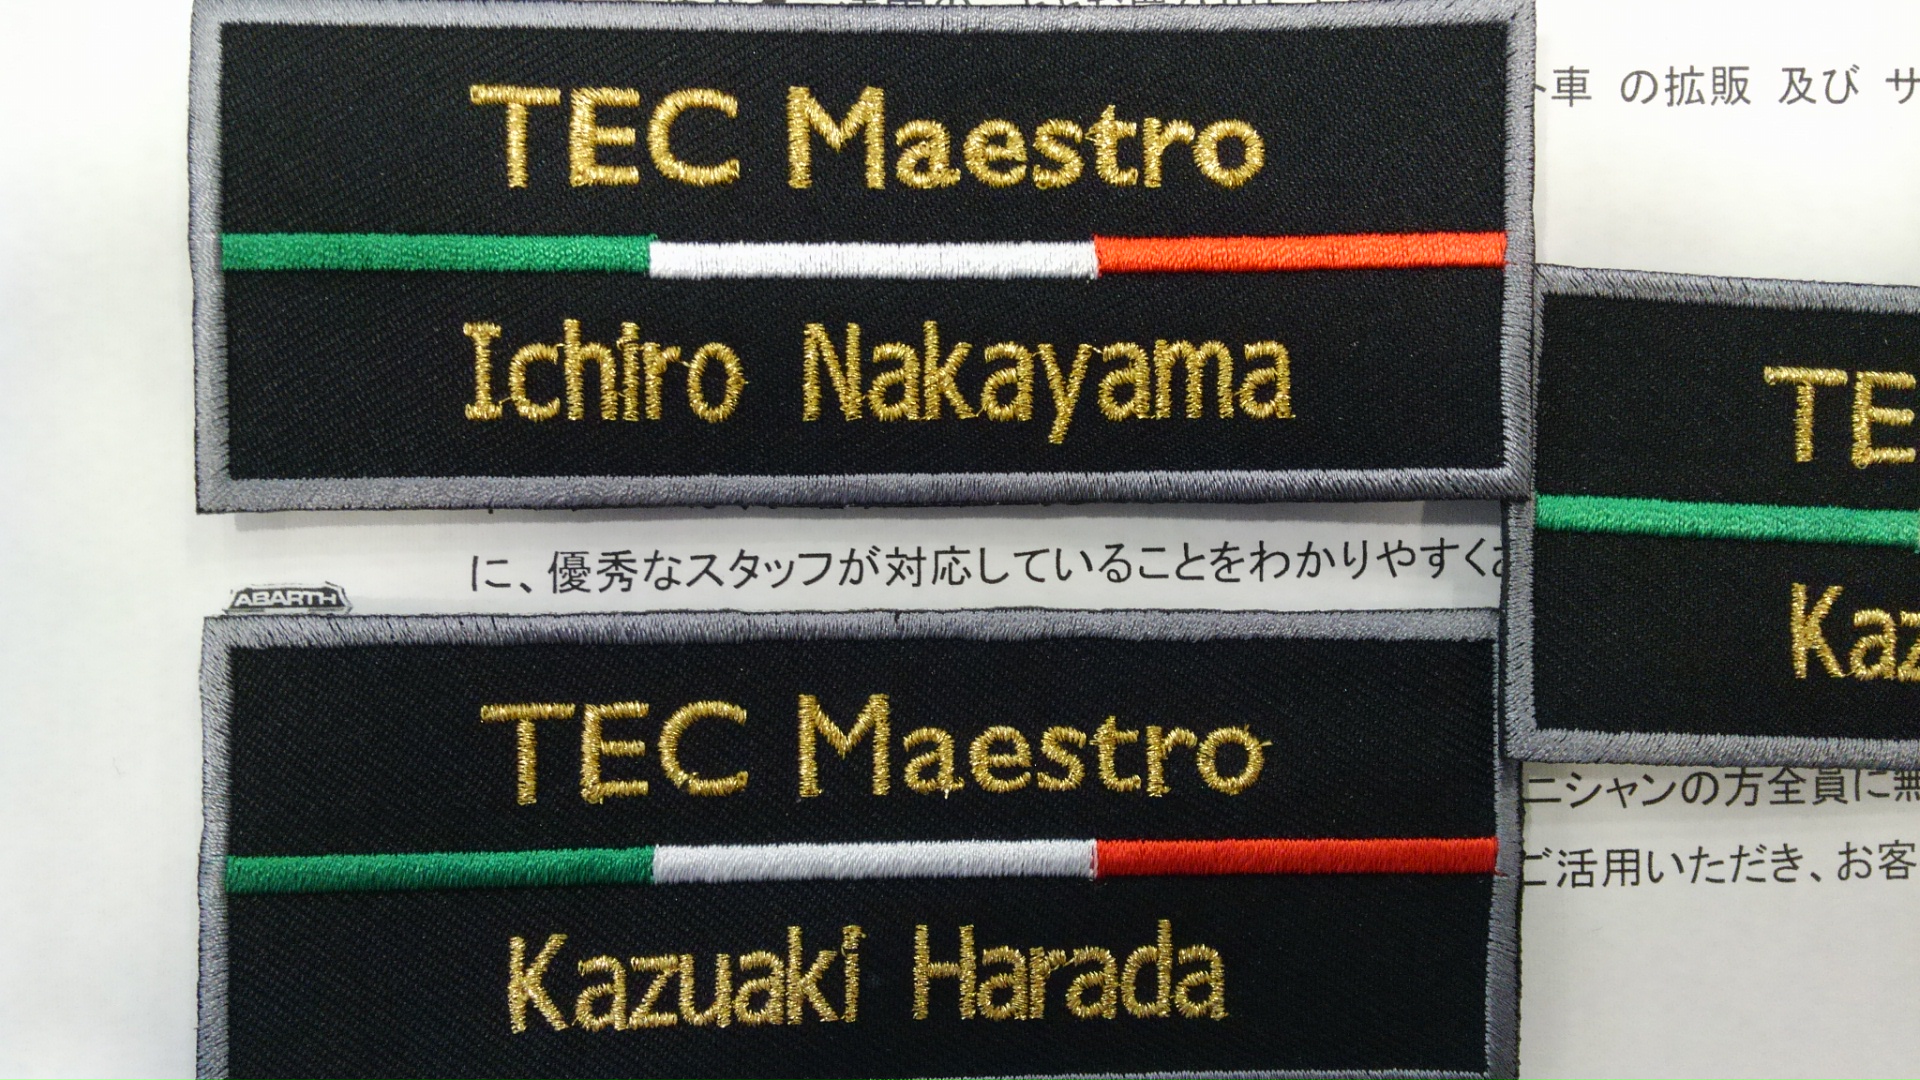 車 の拡販 及び サ
TEC Maestro
Ichiro Nakayama
TE
Kaz
に、優秀なスタッフが対応していることをわかりやすく
ABARTH
TEC Maestro
Kazuaki Harada
ニシャンの方全員に無
ご活用いただき、お客